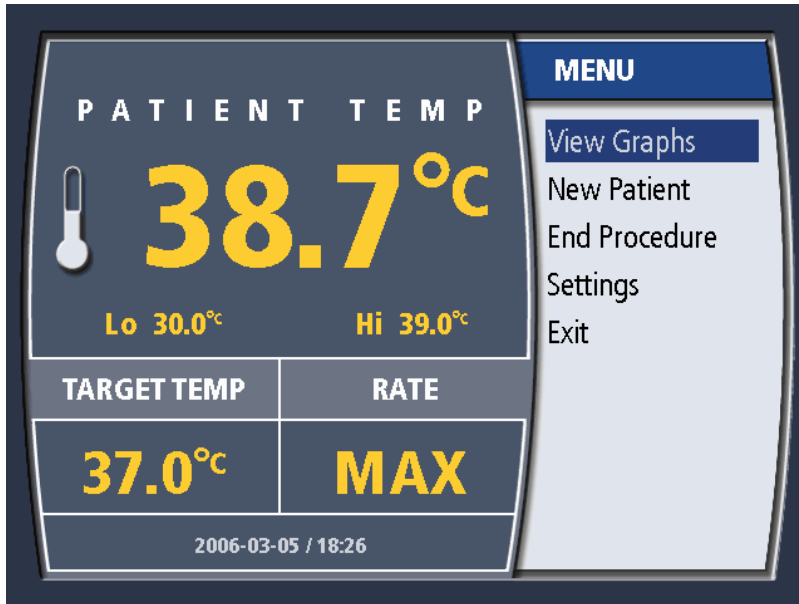 PATIENT TEMP
38.7°C
Lo 30.0°C Hi 39.0°C
TARGET TEMP RATE
37.0°C MAX
2006-03-05 / 18:26
MENU
View Graphs
New Patient
End Procedure
Settings
Exit